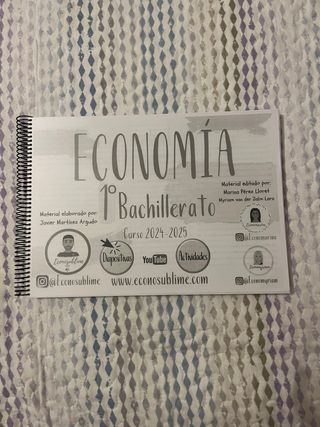 ECONOMÍA
1º Bachillerato
Curso 2024-2025
Material elaborado por:
Javier Martínez Argudo
Material editado por:
Marina Pérez Lloret
Myriam van der Zalm Lara
Econosublime
Diapositivas
YouTube
Actividades
@Econosublime
www.econosublime.com